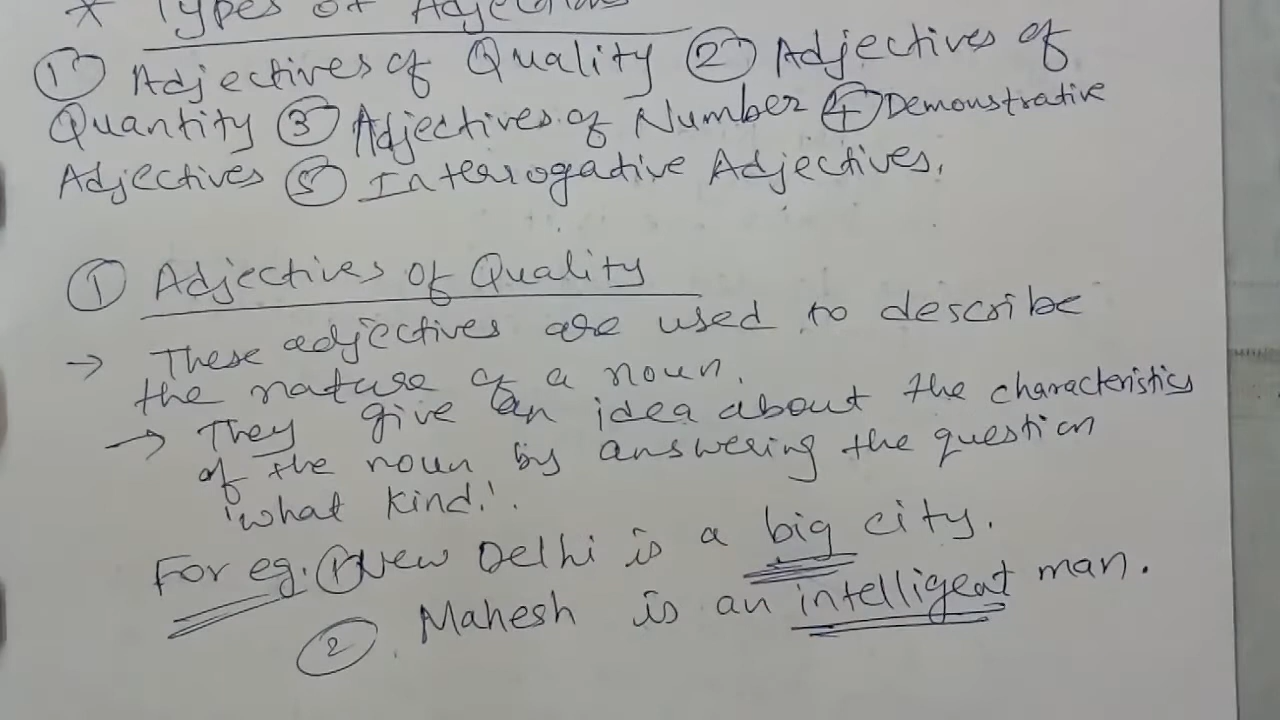 * Types of Adjectives
① Adjectives of Quality ② Adjectives of
Quantity ③ Adjectives of Number ④ Demonstrative
Adjectives ⑤ Interrogative Adjectives.
① Adjectives of Quality
→ These adjectives are used to describe
the nature of a noun.
→ They give an idea about the characteristics
of the noun by answering the question
'what kind.'.
For eg. ① New Delhi is a big city.
② . Mahesh is an intelligent man.